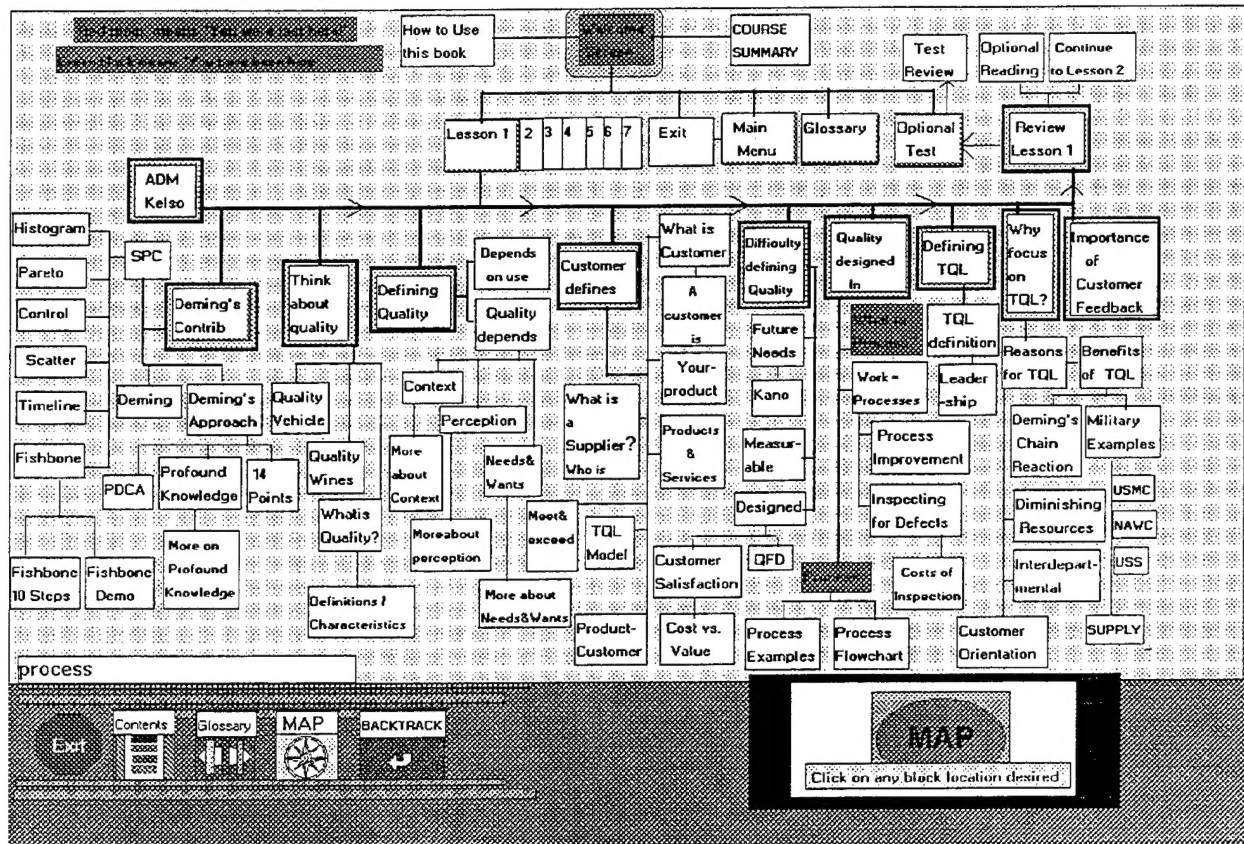 How to Use
this book
Welcome
COURSE
SUMMARY
Test
Review
Optional
Reading
Continue
to Lesson 2
Lesson 1
2
3
4
5
6
7
Exit
Main
Menu
Glossary
Optional
Test
Review
Lesson 1
ADM
Kelso
Histogram
Pareto
Control
Scatter
Timeline
Fishbone
SPC
Deming's
Contrib
Think
about
quality
Defining
Quality
Depends
on use
Quality
depends
Customer
defines
What is
Customer
A
customer
is
Your-
product
Products
&
Services
Difficulty
defining
Quality
Quality
designed
In
Defining
TQL
Why
focus
on
TQL?
Importance
of
Customer
Feedback
Deming
Deming's
Approach
PDCA
Profound
Knowledge
14
Points
More on
Profound
Knowledge
Fishbone
10 Steps
Fishbone
Demo
Quality
Vehicle
Quality
Wines
What is
Quality?
Definitions /
Characteristics
Context
More
about
Context
Perception
More about
perception
Needs&
Wants
More about
Needs&Wants
What is
a
Supplier?
Who is
Meet&
exceed
TQL
Model
Product-
Customer
Future
Needs
Kano
Measur-
able
Designed
Customer
Satisfaction
QFD
Cost vs.
Value
TQL
definition
Leader
-ship
Work =
Processes
Process
Improvement
Inspecting
for Defects
Costs of
Inspection
Process
Examples
Process
Flowchart
Reasons
for TQL
Benefits
of TQL
Deming's
Chain
Reaction
Military
Examples
Diminishing
Resources
Interdepart-
mental
Customer
Orientation
USMC
NAWC
USS
SUPPLY
process
Exit
Contents
Glossary
MAP
BACKTRACK
MAP
Click on any block location desired